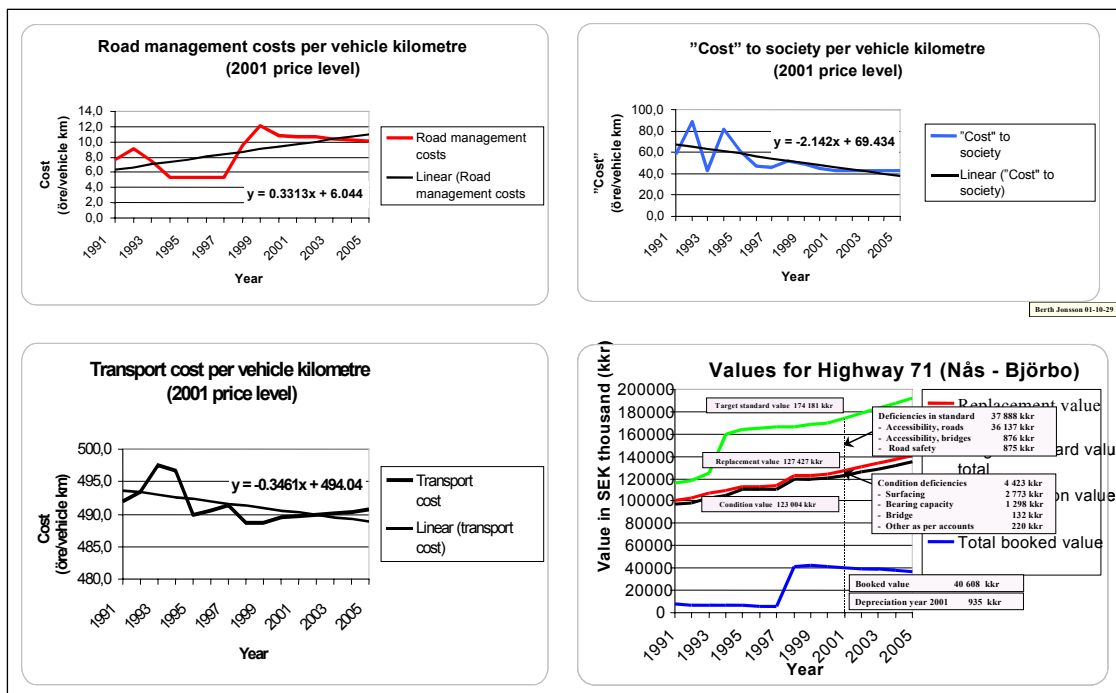 Road management costs per vehicle kilometre
(2001 price level)
14,0
12,0
10,0
8,0
6,0
4,0
2,0
0,0
Cost
(öre/vehicle km)
y = 0.3313x + 6.044
1991
1993
1995
1997
1999
2001
2003
2005
Year
Road management
costs
Linear (Road
management costs
"Cost" to society per vehicle kilometre
(2001 price level)
100,0
80,0
60,0
40,0
20,0
0,0
"Cost"
(öre/vehicle km)
y = -2.142x + 69.434
1991
1993
1995
1997
1999
2001
2003
2005
Year
"Cost" to
society
Linear ("Cost" to
society)
Berth Jonsson 01-10-29
Transport cost per vehicle kilometre
(2001 price level)
500,0
495,0
490,0
485,0
480,0
Cost
(öre/vehicle km)
y = -0.3461x + 494.04
1991
1993
1995
1997
1999
2001
2003
2005
Year
Transport
cost
Linear (transport
cost)
Values for Highway 71 (Nås - Björbo)
Value in SEK thousand (kkr)
200000
180000
160000
140000
120000
100000
80000
60000
40000
20000
0
1991
1993
1995
1997
1999
2001
2003
2005
Year
Target standard value 174 181 kkr
Replacement value 127 427 kkr
Condition value 123 004 kkr
Replacement value
total
value
Total booked value
Deficiencies in standard 37 888 kkr
- Accessibility, roads 36 137 kkr
- Accessibility, bridges 876 kkr
- Road safety 875 kkr
Condition deficiencies 4 423 kkr
- Surfacing 2 773 kkr
- Bearing capacity 1 298 kkr
- Bridge 132 kkr
- Other as per accounts 220 kkr
Booked value 40 608 kkr
Depreciation year 2001 935 kkr